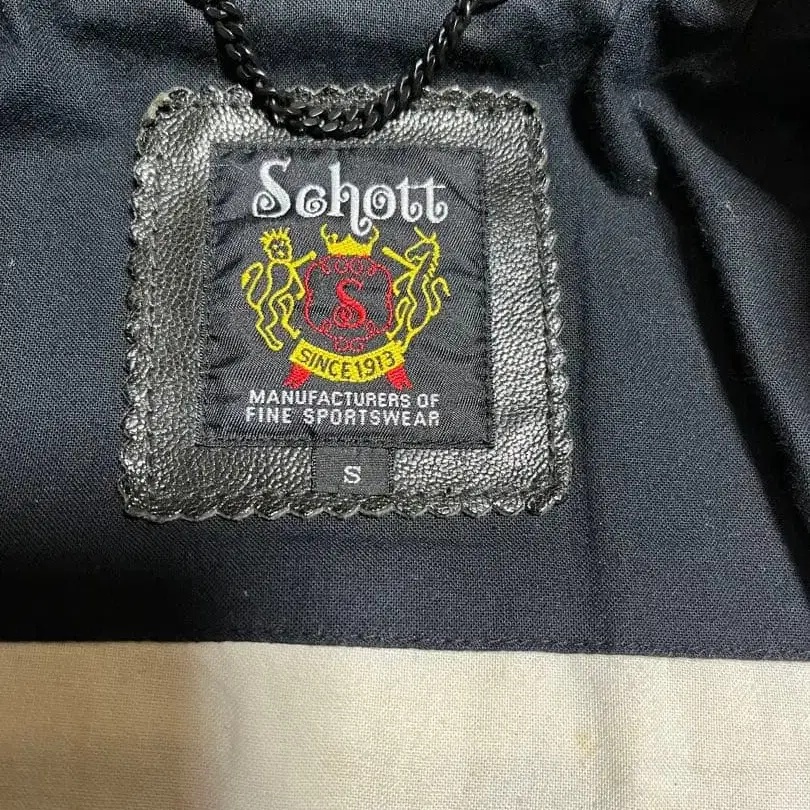 Schott
S
SINCE 1913
MANUFACTURERS OF
FINE SPORTSWEAR
S